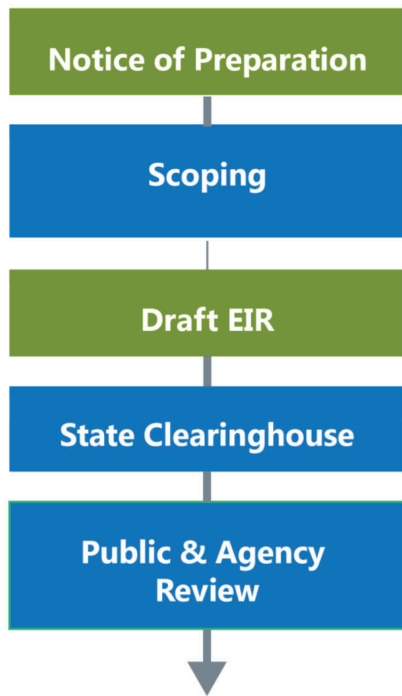 Notice of Preparation
Scoping
Draft EIR
State Clearinghouse
Public & Agency
Review